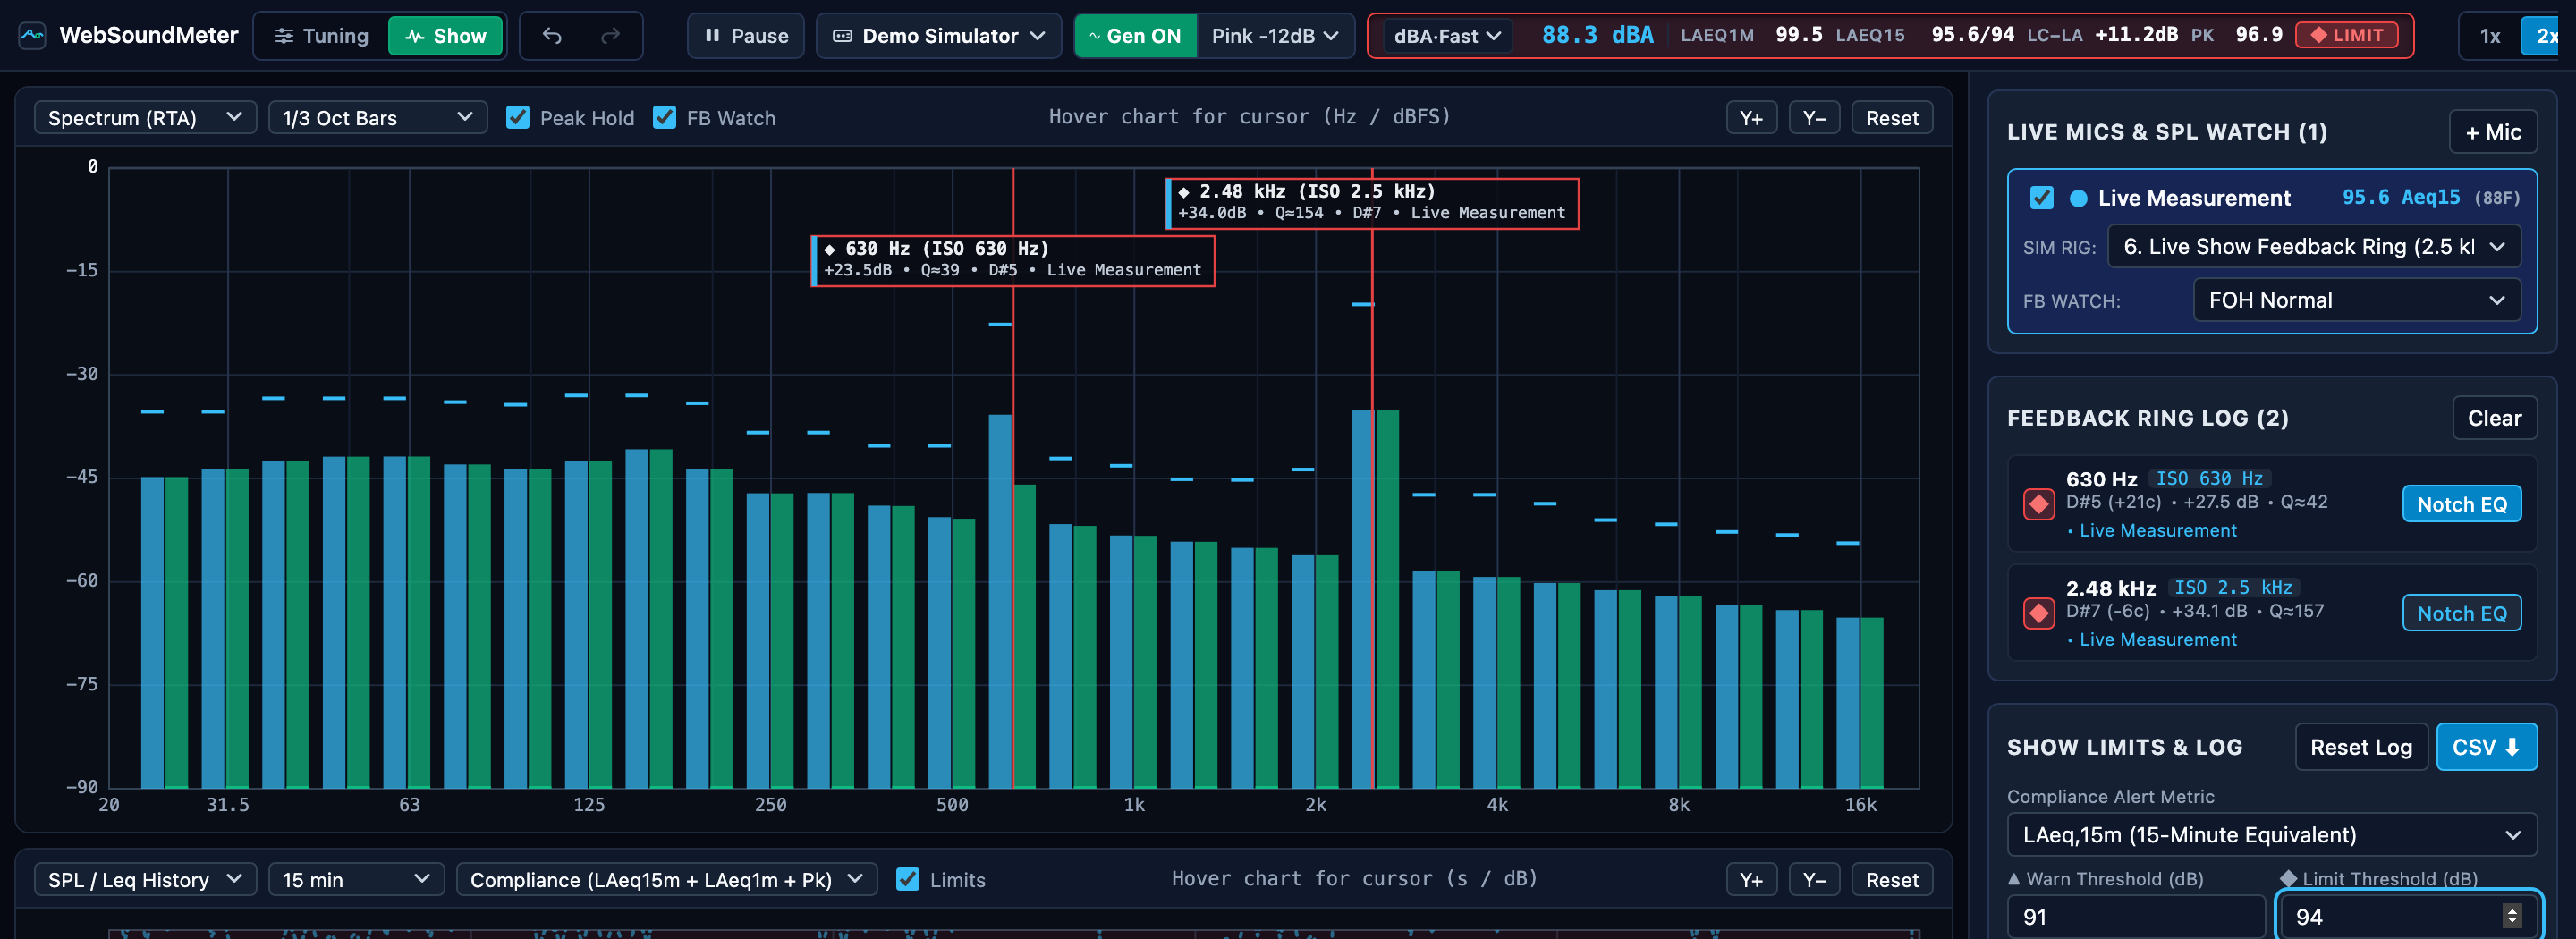 WebSoundMeter Tuning Show Pause Demo Simulator ~ Gen ON Pink -12dB dBA·Fast 88.3 dBA LAEQ1M 99.5 LAEQ15 95.6/94 LC–LA +11.2dB PK 96.9 ◆ LIMIT 1x 2x
Spectrum (RTA) 1/3 Oct Bars Peak Hold FB Watch Hover chart for cursor (Hz / dBFS) Y+ Y− Reset
0
−15
−30
−45
−60
−75
−90
◆ 2.48 kHz (ISO 2.5 kHz)
+34.0dB • Q≈154 • D#7 • Live Measurement
◆ 630 Hz (ISO 630 Hz)
+23.5dB • Q≈39 • D#5 • Live Measurement
20 31.5 63 125 250 500 1k 2k 4k 8k 16k
SPL / Leq History 15 min Compliance (LAeq15m + LAeq1m + Pk) Limits Hover chart for cursor (s / dB) Y+ Y− Reset
LIVE MICS & SPL WATCH (1) + Mic
Live Measurement 95.6 Aeq15 (88F)
SIM RIG: 6. Live Show Feedback Ring (2.5
FB WATCH: FOH Normal
FEEDBACK RING LOG (2) Clear
630 Hz ISO 630 Hz
D#5 (+21c) • +27.5 dB • Q≈42
• Live Measurement
Notch EQ
2.48 kHz ISO 2.5 kHz
D#7 (-6c) • +34.1 dB • Q≈157
• Live Measurement
Notch EQ
SHOW LIMITS & LOG Reset Log CSV ⬇
Compliance Alert Metric
LAeq,15m (15-Minute Equivalent)
▲ Warn Threshold (dB) ◆ Limit Threshold (dB)
91 94